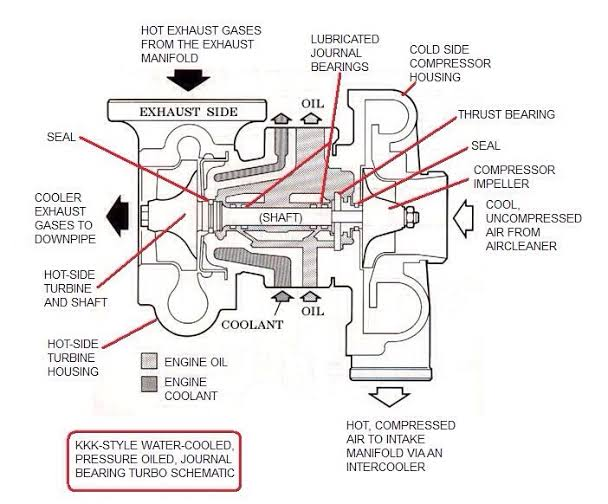 HOT EXHAUST GASES
FROM THE EXHAUST
MANIFOLD
LUBRICATED
JOURNAL
BEARINGS
COLD SIDE
COMPRESSOR
HOUSING
EXHAUST SIDE
OIL
THRUST BEARING
SEAL
SEAL
COMPRESSOR
IMPELLER
COOLER
EXHAUST
GASES TO
DOWNPIPE
(SHAFT)
COOL,
UNCOMPRESSED
AIR FROM
AIRCLEANER
HOT-SIDE
TURBINE
AND SHAFT
COOLANT
OIL
HOT-SIDE
TURBINE
HOUSING
ENGINE OIL
ENGINE
COOLANT
HOT, COMPRESSED
AIR TO INTAKE
MANIFOLD VIA AN
INTERCOOLER
KKK-STYLE WATER-COOLED,
PRESSURE OILED, JOURNAL
BEARING TURBO SCHEMATIC